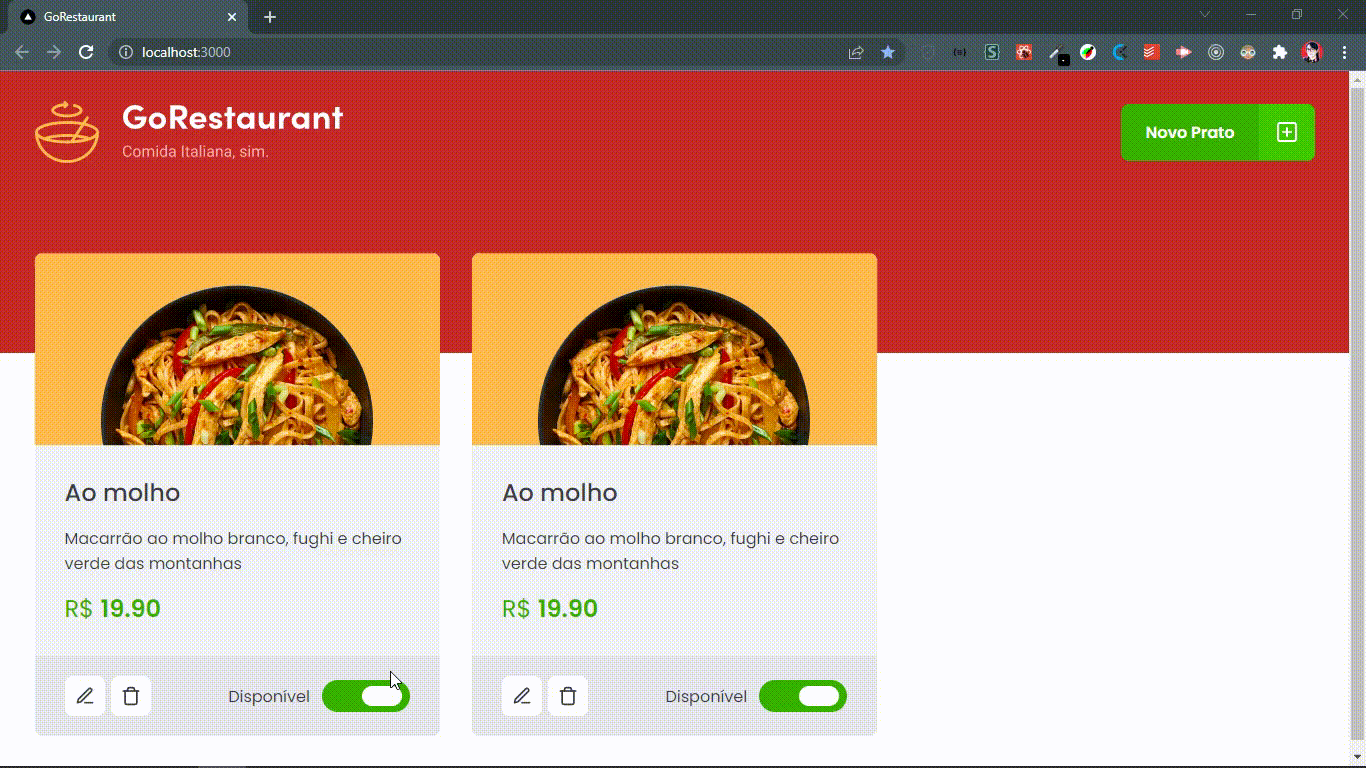 GoRestaurant
localhost:3000
GoRestaurant
Comida Italiana, sim.
Novo Prato
Ao molho
Macarrão ao molho branco, fughi e cheiro
verde das montanhas
R$ 19.90
Disponível
Ao molho
Macarrão ao molho branco, fughi e cheiro
verde das montanhas
R$ 19.90
Disponível